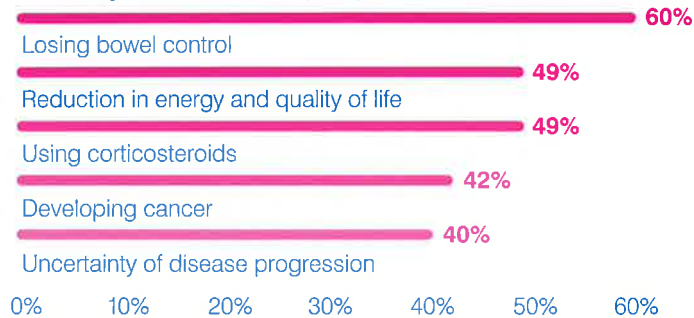 60%
Losing bowel control
49%
Reduction in energy and quality of life
49%
Using corticosteroids
42%
Developing cancer
40%
Uncertainty of disease progression
0% 10% 20% 30% 40% 50% 60%